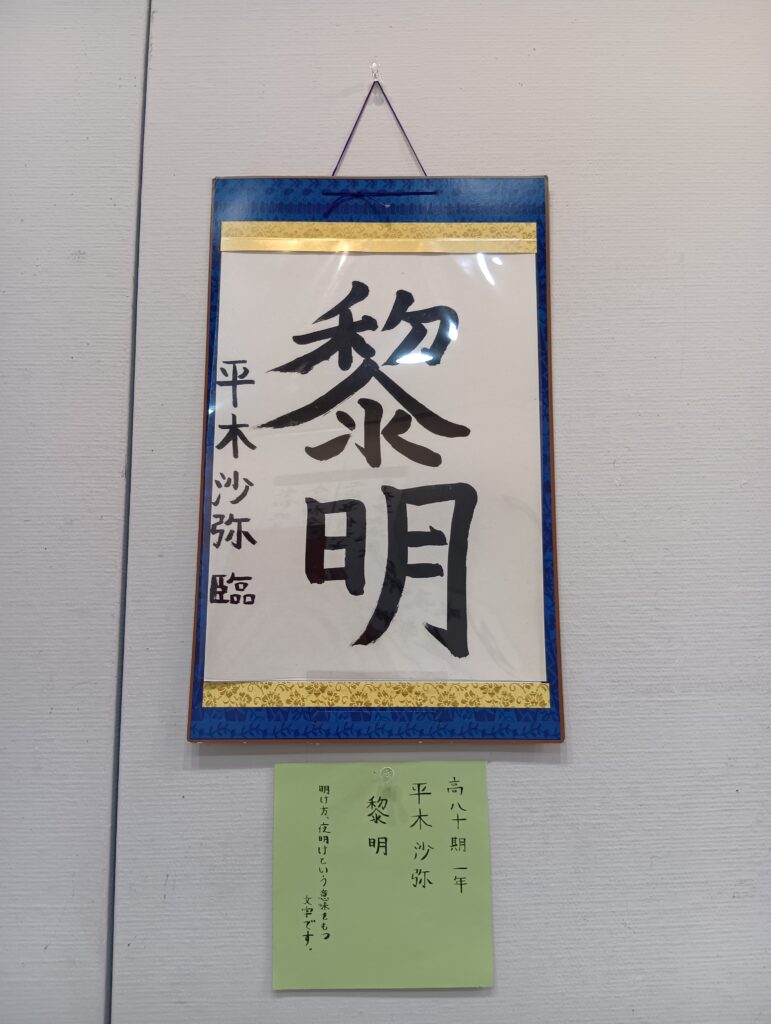 黎明
平木沙弥 臨
高八十期 一年
平木 沙弥
黎明
明け方、夜明けという意味をもつ
文字です。